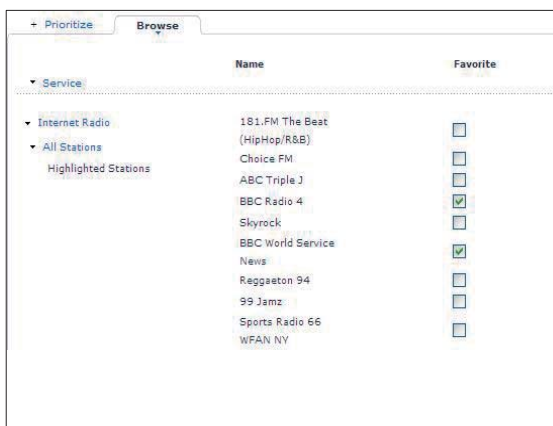 + Prioritize
Browse
Name
Favorite
Service
Internet Radio
All Stations
Highlighted Stations
181.FM The Beat
(HipHop/R&B)
Choice FM
ABC Triple J
BBC Radio 4
Skyrock
BBC World Service
News
Reggaeton 94
99 Jamz
Sports Radio 66
WFAN NY